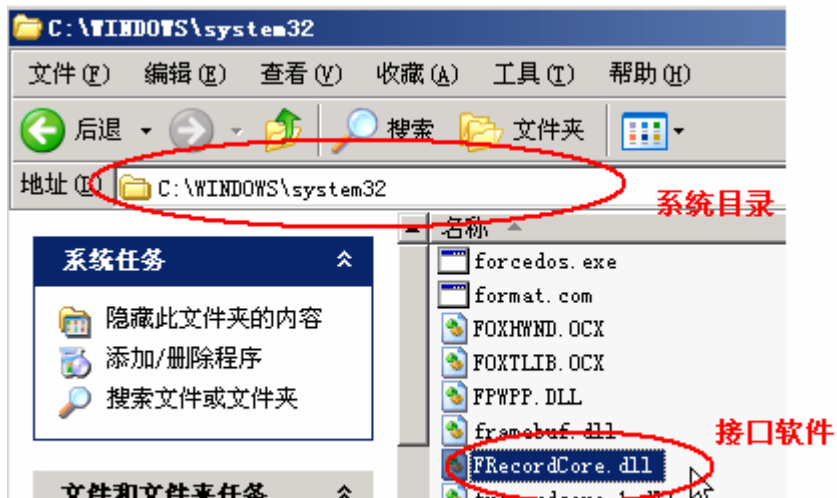 C:\WINDOWS\system32
文件(F) 编辑(E) 查看(V) 收藏(A) 工具(T) 帮助(H)
后退 搜索 文件夹
地址(D) C:\WINDOWS\system32
系统目录
名称
系统任务
隐藏此文件夹的内容
添加/删除程序
搜索文件或文件夹
forcedos.exe
format.com
FOXHWND.OCX
FOXTLIB.OCX
FPWPP.DLL
framebuf.dll
接口软件
FRecordCore.dll
文件和文件夹任务